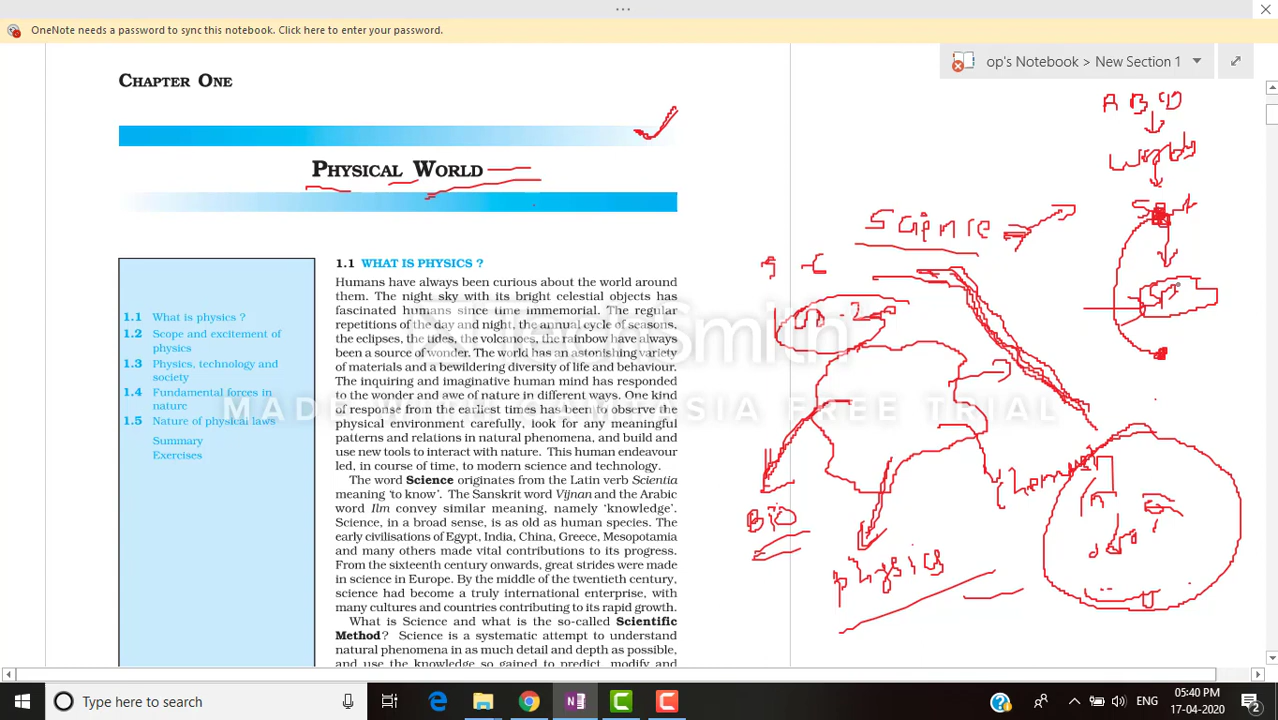 OneNote needs a password to sync this notebook. Click here to enter your password.
op's Notebook > New Section 1
CHAPTER ONE
PHYSICAL WORLD
1.1 What is physics ?
1.2 Scope and excitement of
physics
1.3 Physics, technology and
society
1.4 Fundamental forces in
nature
1.5 Nature of physical laws
Summary
Exercises
1.1 WHAT IS PHYSICS ?
Humans have always been curious about the world around
them. The night sky with its bright celestial objects has
fascinated humans since time immemorial. The regular
repetitions of the day and night, the annual cycle of seasons,
the eclipses, the tides, the volcanoes, the rainbow have always
been a source of wonder. The world has an astonishing variety
of materials and a bewildering diversity of life and behaviour.
The inquiring and imaginative human mind has responded
to the wonder and awe of nature in different ways. One kind
of response from the earliest times has been to observe the
physical environment carefully, look for any meaningful
patterns and relations in natural phenomena, and build and
use new tools to interact with nature. This human endeavour
led, in course of time, to modern science and technology.
The word Science originates from the Latin verb Scientia
meaning 'to know'. The Sanskrit word Vijnan and the Arabic
word Ilm convey similar meaning, namely 'knowledge'.
Science, in a broad sense, is as old as human species. The
early civilisations of Egypt, India, China, Greece, Mesopotamia
and many others made vital contributions to its progress.
From the sixteenth century onwards, great strides were made
in science in Europe. By the middle of the twentieth century,
science had become a truly international enterprise, with
many cultures and countries contributing to its rapid growth.
What is Science and what is the so-called Scientific
Method? Science is a systematic attempt to understand
natural phenomena in as much detail and depth as possible,
and use the knowledge so gained to predict, modify and
A B D
Science
BIO
physics
MADE WITH CAMTASIA FREE TRIAL
Type here to search
ENG
05:40 PM
17-04-2020
2